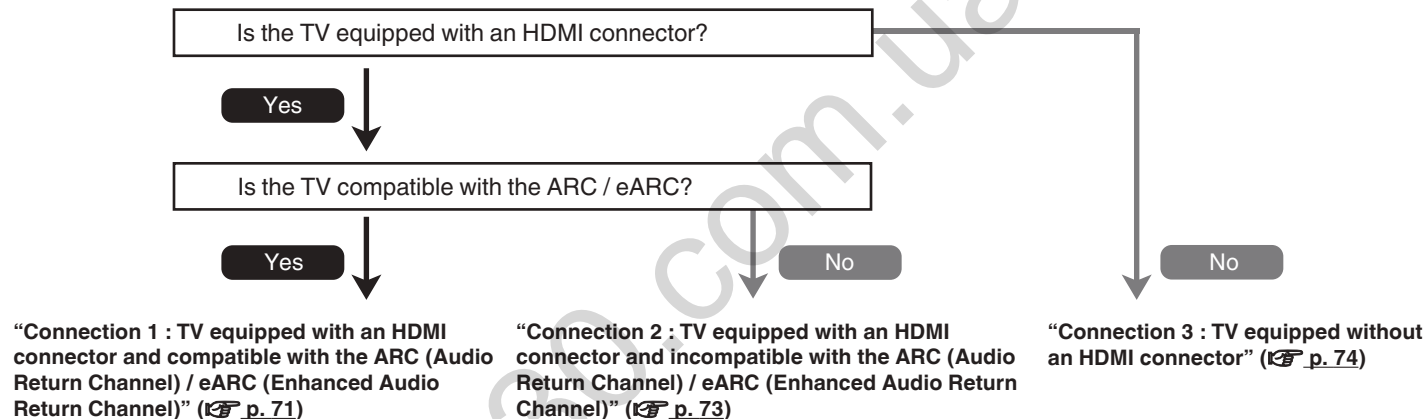 Is the TV equipped with an HDMI connector?
Yes
Is the TV compatible with the ARC / eARC?
Yes
No
No
“Connection 1 : TV equipped with an HDMI
connector and compatible with the ARC (Audio
Return Channel) / eARC (Enhanced Audio
Return Channel)” (☞ p. 71)
“Connection 2 : TV equipped with an HDMI
connector and incompatible with the ARC (Audio
Return Channel) / eARC (Enhanced Audio Return
Channel)” (☞ p. 73)
“Connection 3 : TV equipped without
an HDMI connector” (☞ p. 74)
30.com.ua